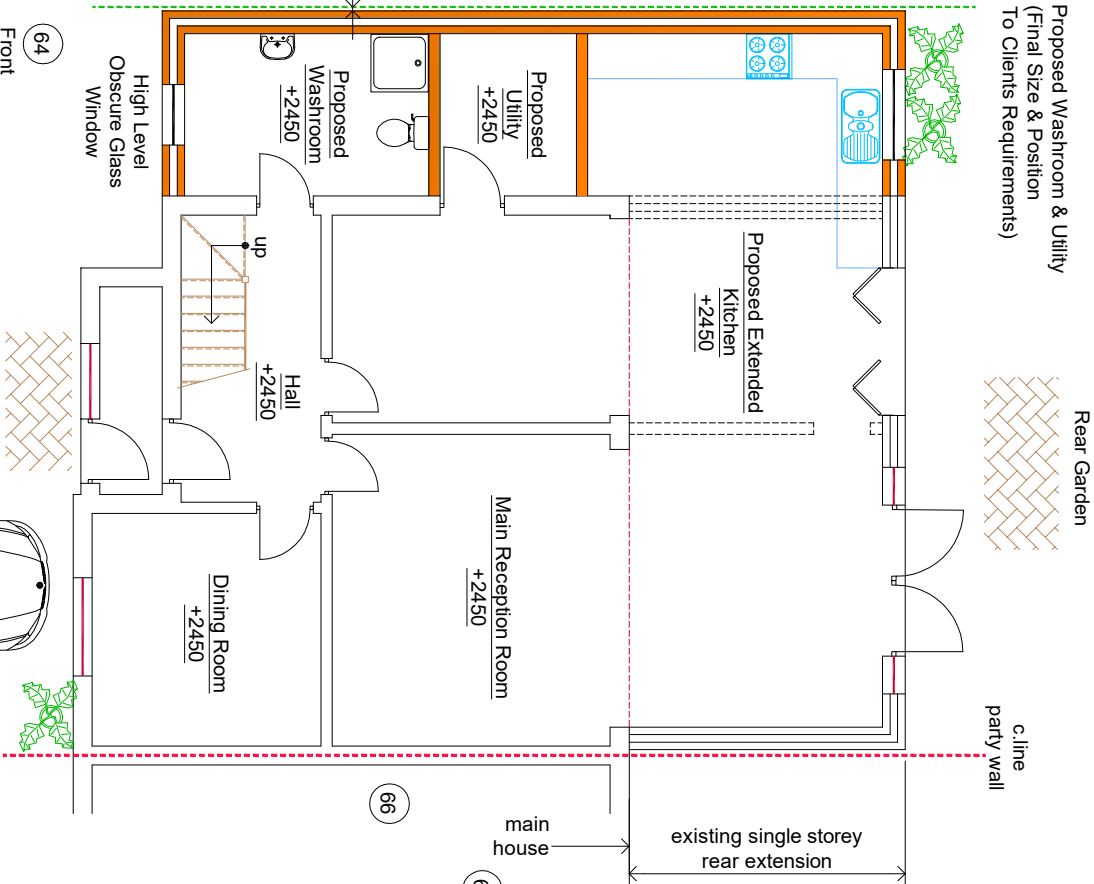 Proposed Washroom & Utility
(Final Size & Position
To Clients Requirements)
64
Front
High Level
Obscure Glass
Window
Proposed
Washroom
+2450
Proposed
Utility
+2450
Proposed Extended
Kitchen
+2450
Rear Garden
up
Hall
+2450
Main Reception Room
+2450
Dining Room
+2450
c.line
party wall
66
main
house
existing single storey
rear extension